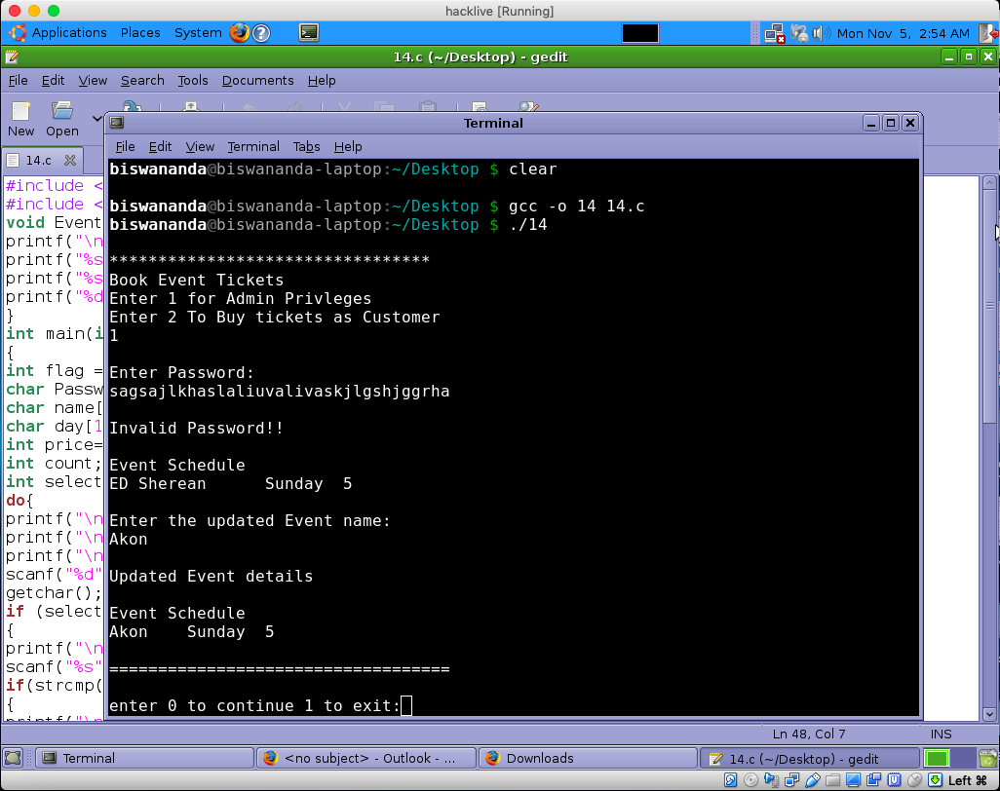 hacklive [Running]
Applications Places System Mon Nov 5, 2:54 AM
14.c (~/Desktop) - gedit
File Edit View Search Tools Documents Help
New Open
14.c
Terminal
File Edit View Terminal Tabs Help
#include <
#include <
void Event
printf("\n
printf("%s
printf("%s
printf("%d
}
int main(i
{
int flag =
char Passw
char name[
char day[1
int price=
int count;
int select
do{
printf("\n
printf("\n
printf("\n
scanf("%d"
getchar();
if (select
{
printf("\n
scanf("%s"
if(strcmp(
{
biswananda@biswananda-laptop:~/Desktop $ clear
biswananda@biswananda-laptop:~/Desktop $ gcc -o 14 14.c
biswananda@biswananda-laptop:~/Desktop $ ./14
*********************************
Book Event Tickets
Enter 1 for Admin Privleges
Enter 2 To Buy tickets as Customer
1
Enter Password:
sagsajlkhaslaliuvalivaskjlgshjggrha
Invalid Password!!
Event Schedule
ED Sherean Sunday 5
Enter the updated Event name:
Akon
Updated Event details
Event Schedule
Akon Sunday 5
===================================
enter 0 to continue 1 to exit:
Ln 48, Col 7 INS
Terminal <no subject> - Outlook - ... Downloads 14.c (~/Desktop) - gedit
Left ⌘